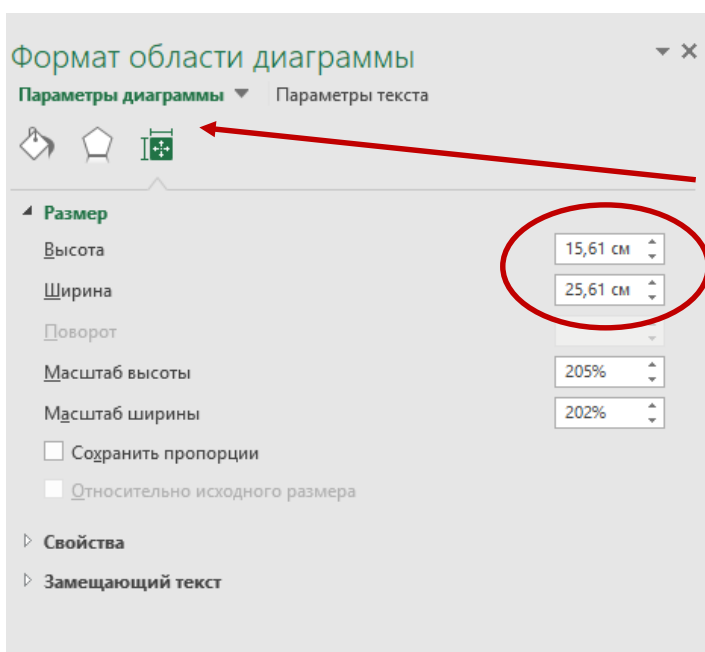 Формат области диаграммы
Параметры диаграммы Параметры текста
Размер
Высота 15,61 см
Ширина 25,61 см
Поворот
Масштаб высоты 205%
Масштаб ширины 202%
Сохранить пропорции
Относительно исходного размера
Свойства
Замещающий текст